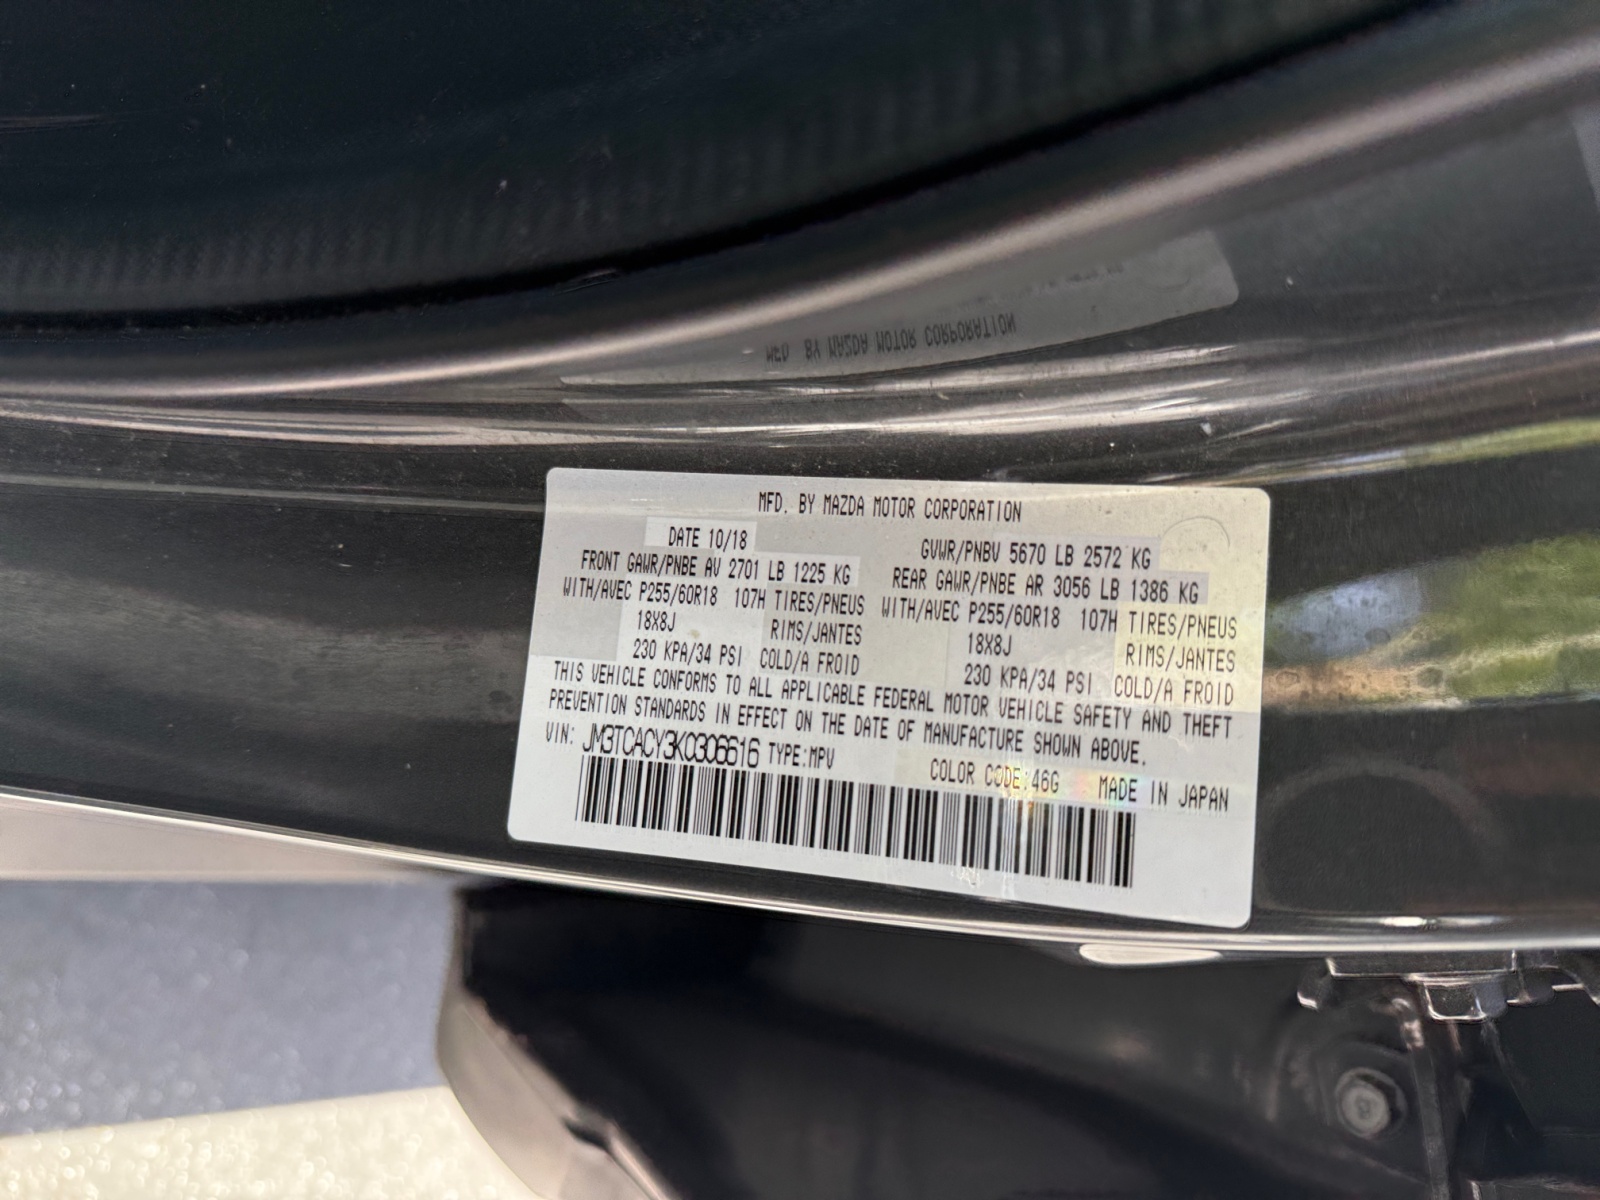 MFD. BY MAZDA MOTOR CORPORATION
MFD. BY MAZDA MOTOR CORPORATION
DATE 10/18 GVWR/PNBV 5670 LB 2572 KG
FRONT GAWR/PNBE AV 2701 LB 1225 KG REAR GAWR/PNBE AR 3056 LB 1386 KG
WITH/AVEC P255/60R18 107H TIRES/PNEUS WITH/AVEC P255/60R18 107H TIRES/PNEUS
18X8J RIMS/JANTES 18X8J RIMS/JANTES
230 KPA/34 PSI COLD/A FROID 230 KPA/34 PSI COLD/A FROID
THIS VEHICLE CONFORMS TO ALL APPLICABLE FEDERAL MOTOR VEHICLE SAFETY AND THEFT
PREVENTION STANDARDS IN EFFECT ON THE DATE OF MANUFACTURE SHOWN ABOVE.
VIN: JM3TCACY3K0306616 TYPE:MPV COLOR CODE:46G MADE IN JAPAN